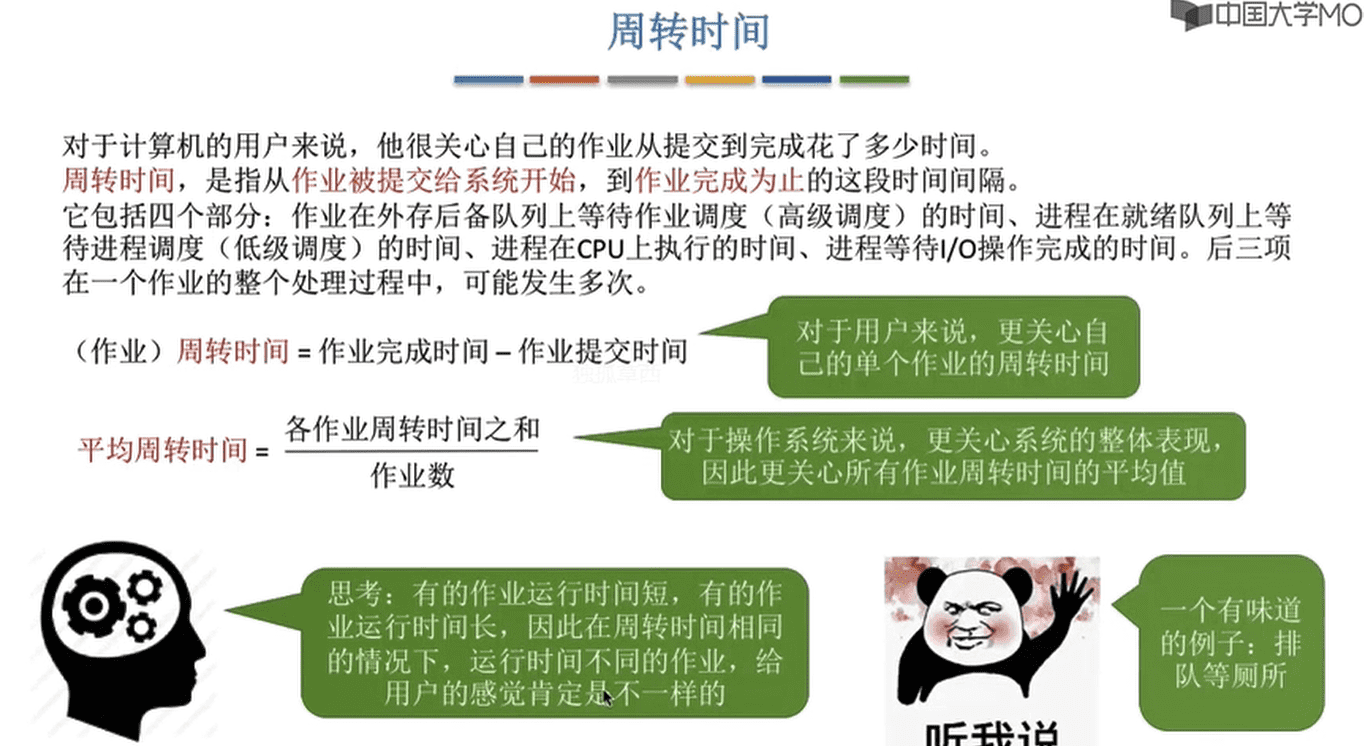 周转时间
中国大学MO
对于计算机的用户来说，他很关心自己的作业从提交到完成花了多少时间。
周转时间，是指从作业被提交给系统开始，到作业完成为止的这段时间间隔。
它包括四个部分：作业在外存后备队列上等待作业调度（高级调度）的时间、进程在就绪队列上等
待进程调度（低级调度）的时间、进程在CPU上执行的时间、进程等待I/O操作完成的时间。后三项
在一个作业的整个处理过程中，可能发生多次。
（作业）周转时间 = 作业完成时间 – 作业提交时间
对于用户来说，更关心自
己的单个作业的周转时间
平均周转时间 =
各作业周转时间之和
作业数
对于操作系统来说，更关心系统的整体表现，
因此更关心所有作业周转时间的平均值
思考：有的作业运行时间短，有的作
业运行时间长，因此在周转时间相同
的情况下，运行时间不同的作业，给
用户的感觉肯定是不一样的
听我说
一个有味道
的例子：排
队等厕所